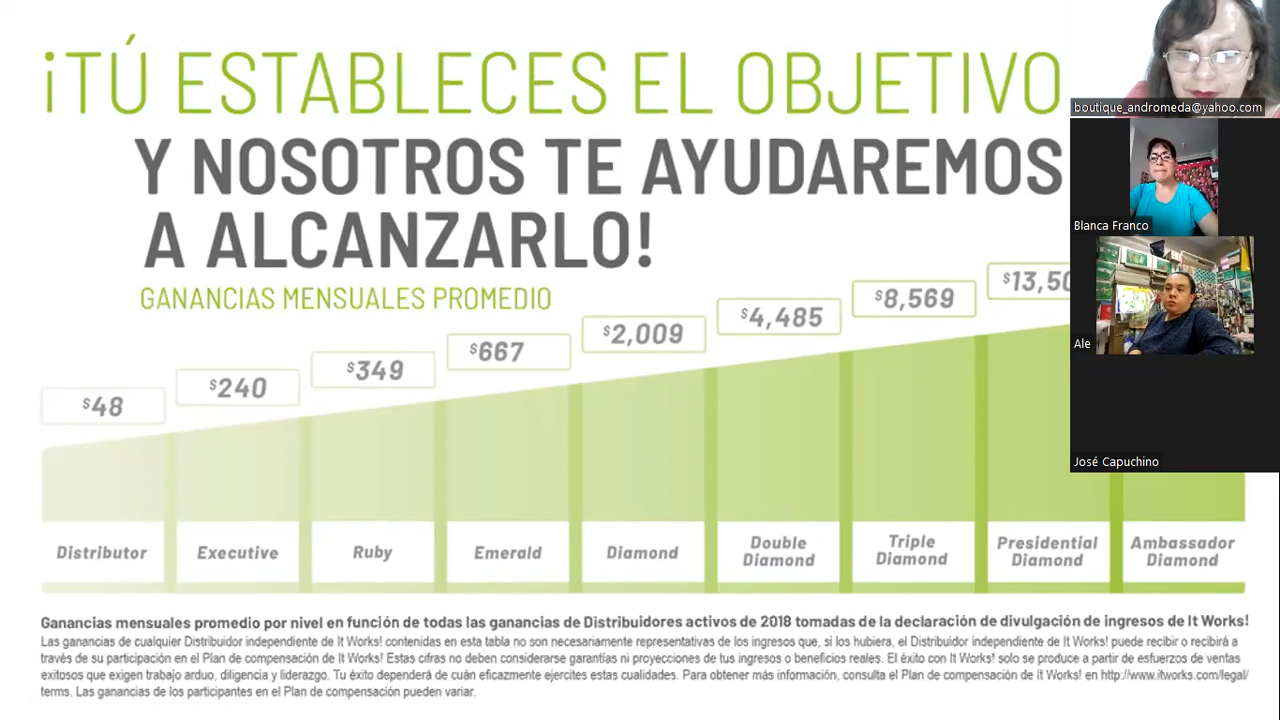 ¡TÚ ESTABLECES EL OBJETIVO
Y NOSOTROS TE AYUDAREMOS
A ALCANZARLO!
GANANCIAS MENSUALES PROMEDIO
$48
$240
$349
$667
$2,009
$4,485
$8,569
Distributor
Executive
Ruby
Emerald
Diamond
Double
Diamond
Triple
Diamond
Presidential
Diamond
Ambassador
Diamond
Ganancias mensuales promedio por nivel en función de todas las ganancias de Distribuidores activos de 2018 tomadas de la declaración de divulgación de ingresos de It Works!
Las ganancias de cualquier Distribuidor independiente de It Works! contenidas en esta tabla no son necesariamente representativas de los ingresos que, si los hubiera, el Distribuidor independiente de It Works! puede recibir o recibirá a
través de su participación en el Plan de compensación de It Works! Estas cifras no deben considerarse garantías ni proyecciones de tus ingresos o beneficios reales. El éxito con It Works! solo se produce a partir de esfuerzos de ventas
exitosos que exigen trabajo arduo, diligencia y liderazgo. Tu éxito dependerá de cuán eficazmente ejercites estas cualidades. Para obtener más información, consulta el Plan de compensación de It Works! en http://www.itworks.com/legal/
terms. Las ganancias de los participantes en el Plan de compensación pueden variar.
boutique_andromeda@yahoo.com
Blanca Franco
Ale
José Capuchino